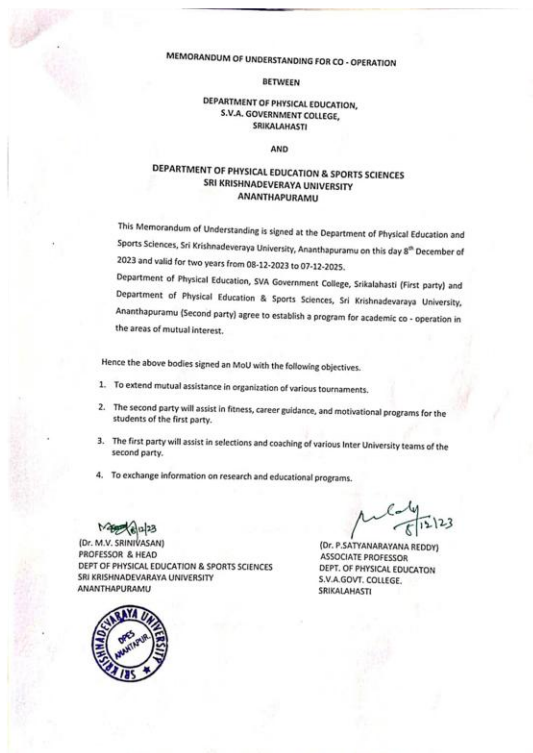 MEMORANDUM OF UNDERSTANDING FOR CO - OPERATION
BETWEEN
DEPARTMENT OF PHYSICAL EDUCATION,
S.V.A. GOVERNMENT COLLEGE,
SRIKALAHASTI
AND
DEPARTMENT OF PHYSICAL EDUCATION & SPORTS SCIENCES
SRI KRISHNADEVERAYA UNIVERSITY
ANANTHAPURAMU
This Memorandum of Understanding is signed at the Department of Physical Education and
Sports Sciences, Sri Krishnadeveraya University, Ananthapuramu on this day 8th December of
2023 and valid for two years from 08-12-2023 to 07-12-2025.
Department of Physical Education, SVA Government College, Srikalahasti (First party) and
Department of Physical Education & Sports Sciences, Sri Krishnadevaraya University,
Ananthapuramu (Second party) agree to establish a program for academic co - operation in
the areas of mutual interest.
Hence the above bodies signed an MoU with the following objectives.
1. To extend mutual assistance in organization of various tournaments.
2. The second party will assist in fitness, career guidance, and motivational programs for the
students of the first party.
3. The first party will assist in selections and coaching of various Inter University teams of the
second party.
4. To exchange information on research and educational programs.
8/12/23
(Dr. M.V. SRINIVASAN)
PROFESSOR & HEAD
DEPT OF PHYSICAL EDUCATION & SPORTS SCIENCES
SRI KRISHNADEVARAYA UNIVERSITY
ANANTHAPURAMU
8/12/23
(Dr. P.SATYANARAYANA REDDY)
ASSOCIATE PROFESSOR
DEPT. OF PHYSICAL EDUCATON
S.V.A.GOVT. COLLEGE.
SRIKALAHASTI
SRI KRISHNADEVARAYA UNIVERSITY
DPES
ANANTAPUR.